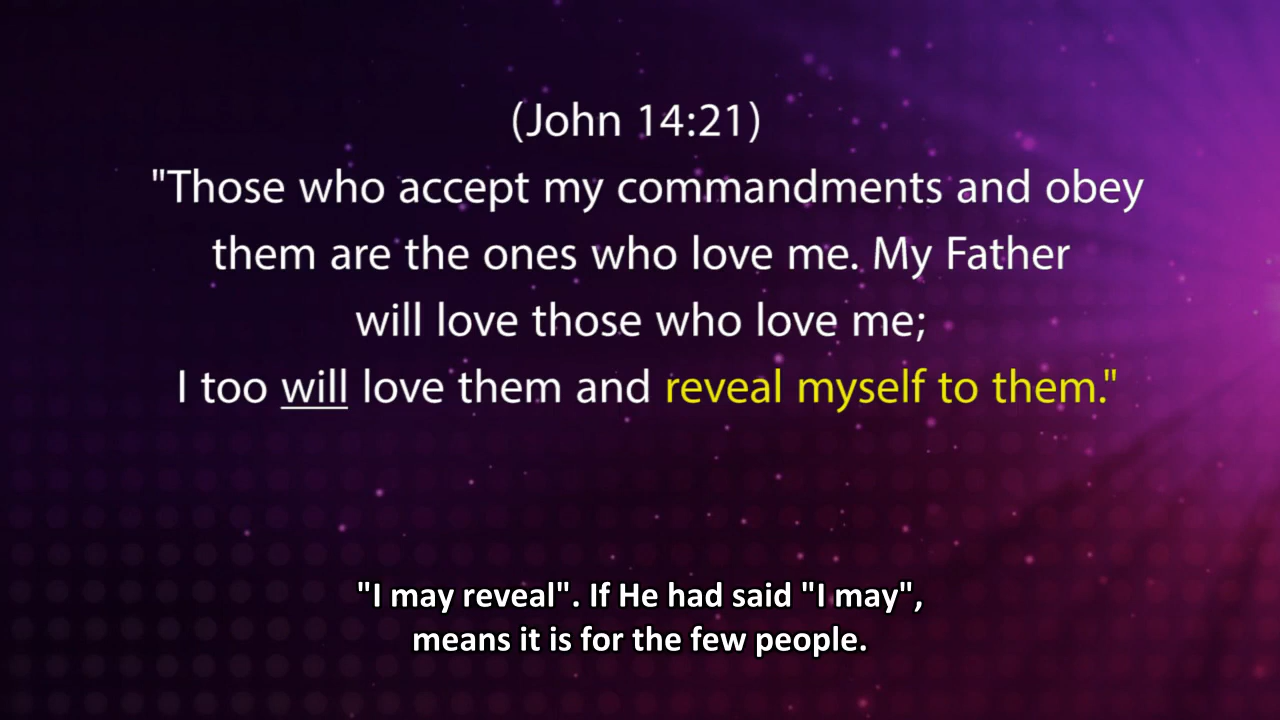 (John 14:21)
"Those who accept my commandments and obey
them are the ones who love me. My Father
will love those who love me;
I too will love them and reveal myself to them."
"I may reveal". If He had said "I may",
means it is for the few people.